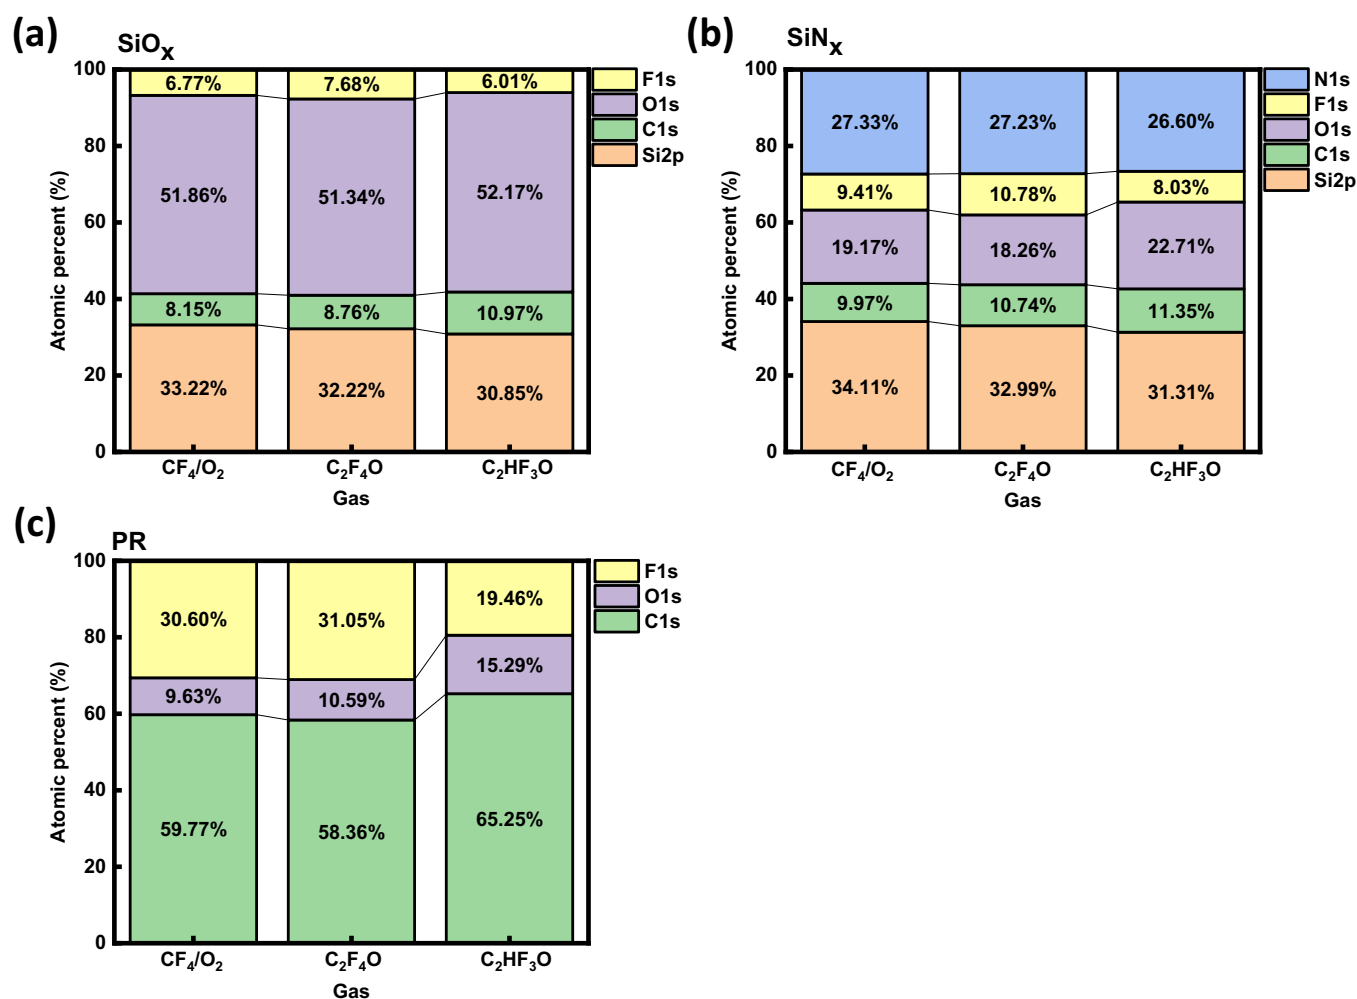 (a)
SiOx
100
80
60
40
20
0
Atomic percent (%)
6.77%
7.68%
6.01%
51.86%
51.34%
52.17%
8.15%
8.76%
10.97%
33.22%
32.22%
30.85%
CF4/O2
C2F4O
C2HF3O
Gas
F1s
O1s
C1s
Si2p
(b)
SiNx
100
80
60
40
20
0
Atomic percent (%)
27.33%
27.23%
26.60%
9.41%
10.78%
8.03%
19.17%
18.26%
22.71%
9.97%
10.74%
11.35%
34.11%
32.99%
31.31%
CF4/O2
C2F4O
C2HF3O
Gas
N1s
F1s
O1s
C1s
Si2p
(c)
PR
100
80
60
40
20
0
Atomic percent (%)
30.60%
31.05%
19.46%
9.63%
10.59%
15.29%
59.77%
58.36%
65.25%
CF4/O2
C2F4O
C2HF3O
Gas
F1s
O1s
C1s